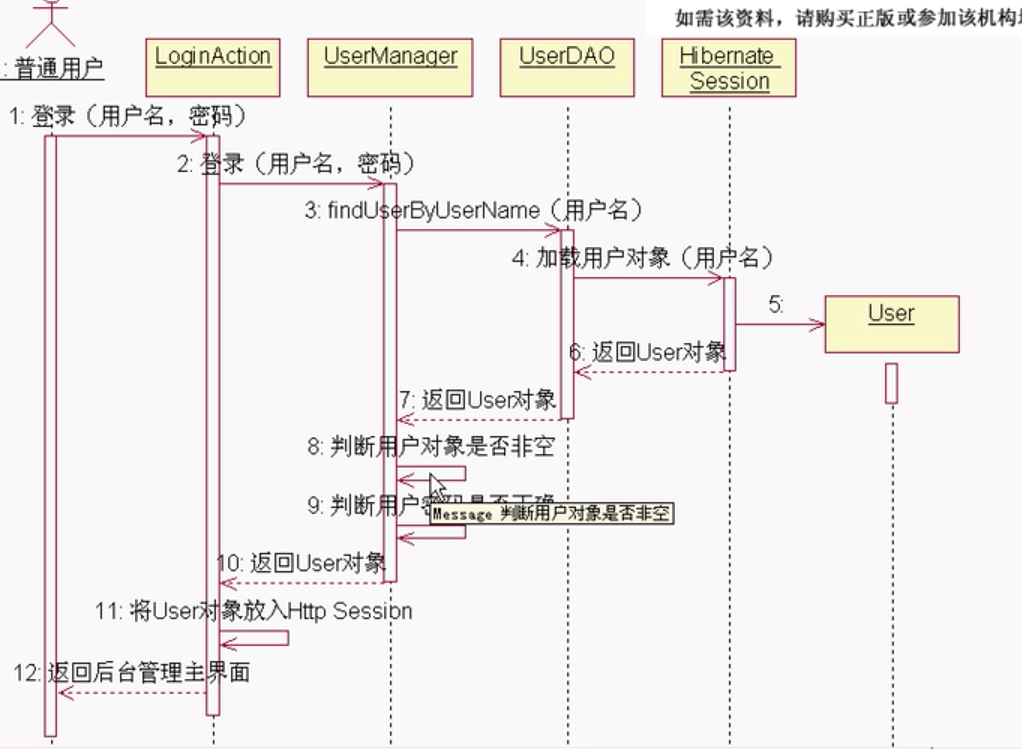 如需该资料，请购买正版或参加该机构
: 普通用户
LoginAction
UserManager
UserDAO
Hibernate
Session
1: 登录（用户名，密码）
2: 登录（用户名，密码）
3: findUserByUserName（用户名）
4: 加载用户对象（用户名）
5:
User
6: 返回User对象
7: 返回User对象
8: 判断用户对象是否非空
9: 判断用户密码是否正确
Message 判断用户对象是否非空
10: 返回User对象
11: 将User对象放入Http Session
12: 返回后台管理主界面